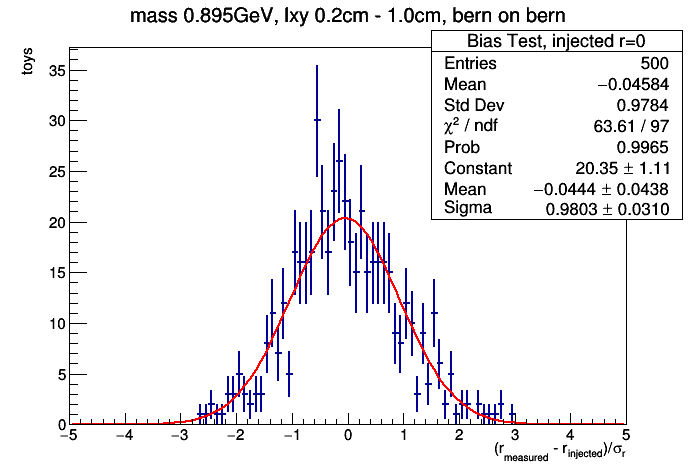 mass 0.895GeV, lxy 0.2cm - 1.0cm, bern on bern
toys
Bias Test, injected r=0
Entries 500
Mean −0.04584
Std Dev 0.9784
χ² / ndf 63.61 / 97
Prob 0.9965
Constant 20.35 ± 1.11
Mean −0.0444 ± 0.0438
Sigma 0.9803 ± 0.0310
35
30
25
20
15
10
5
0
−5 −4 −3 −2 −1 0 1 2 3 4 5
(r_measured - r_injected)/σ_r